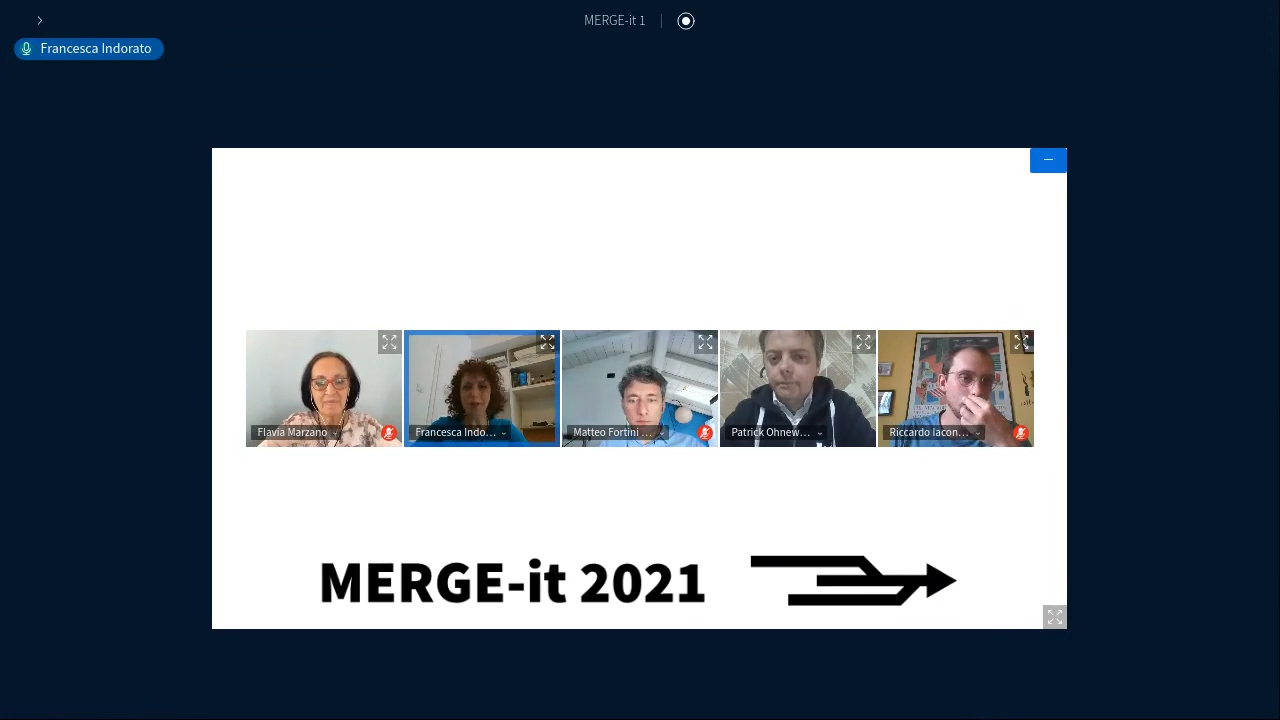 MERGE-it 1
Francesca Indorato
Flavia Marzano
Francesca Indo...
Matteo Fortini ...
Patrick Ohnew...
Riccardo Iacon...
MERGE-it 2021